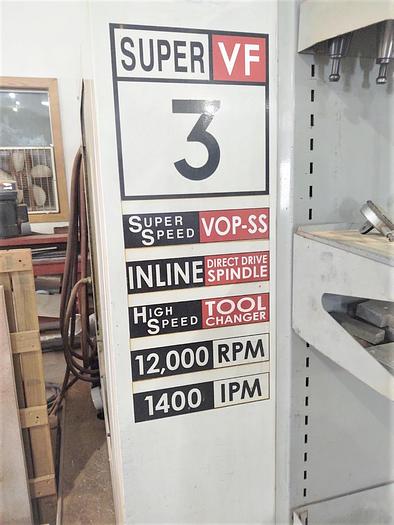 SUPER VF
3
SUPER SPEED VOP-SS
INLINE DIRECT DRIVE SPINDLE
HIGH SPEED TOOL CHANGER
12,000 RPM
1400 IPM